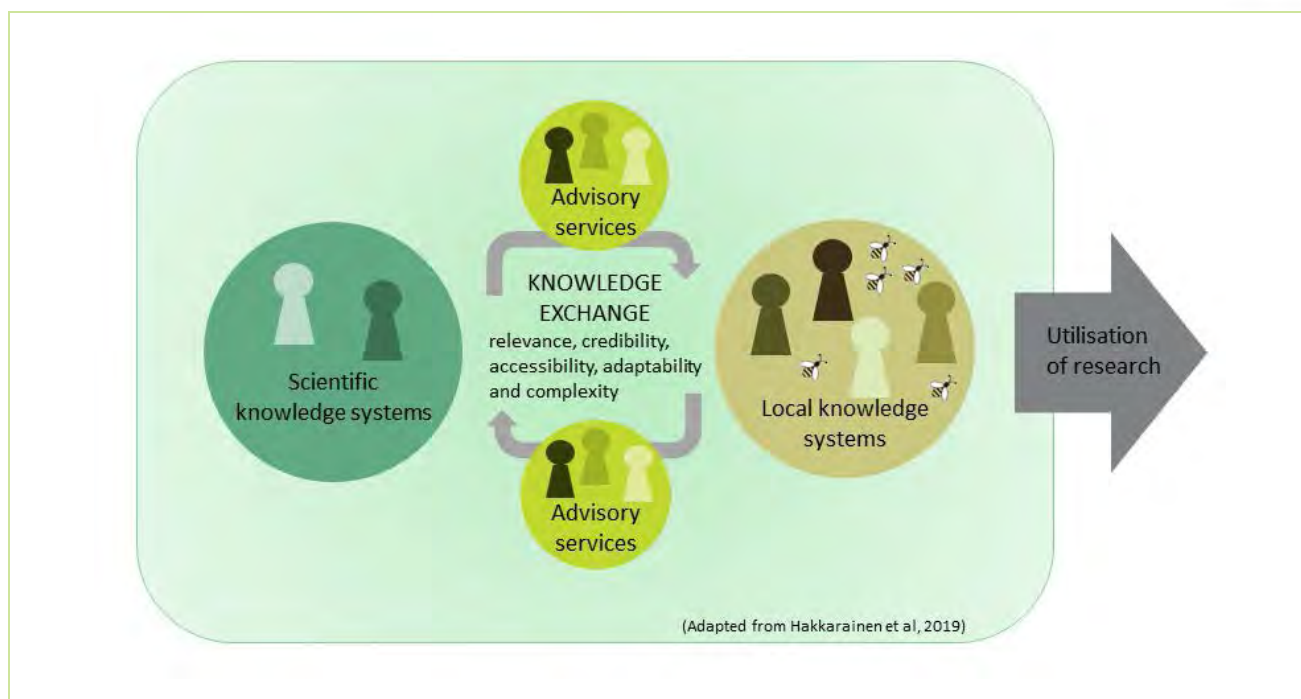 Advisory
services
KNOWLEDGE
EXCHANGE
relevance, credibility,
accessibility, adaptability
and complexity
Scientific
knowledge systems
Local knowledge
systems
Utilisation
of research
Advisory
services
(Adapted from Hakkarainen et al, 2019)